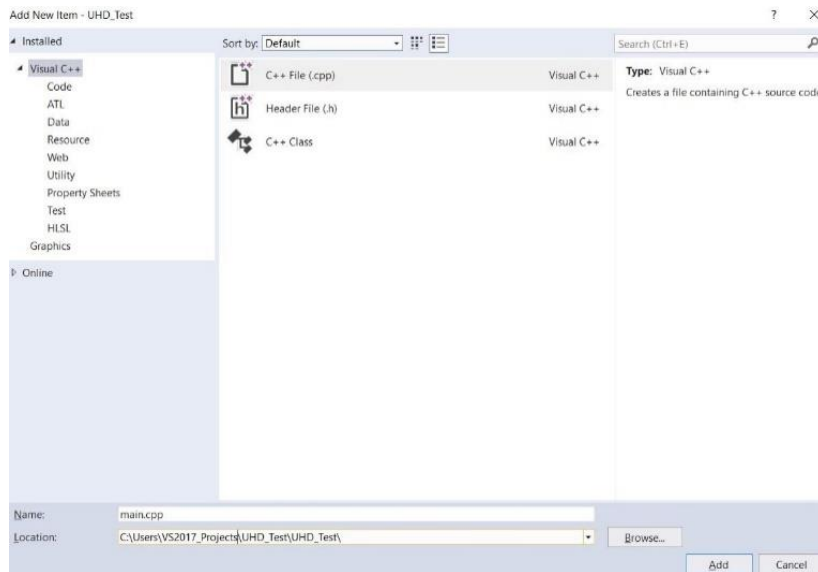 Add New Item - UHD_Test
? X
Installed
Sort by: Default
Search (Ctrl+E)
Visual C++
Code
ATL
Data
Resource
Web
Utility
Property Sheets
Test
HLSL
Graphics
Online
C++ File (.cpp) Visual C++
Header File (.h) Visual C++
C++ Class Visual C++
Type: Visual C++
Creates a file containing C++ source code
Name: main.cpp
Location: C:\Users\VS2017_Projects\UHD_Test\UHD_Test\
Browse...
Add Cancel